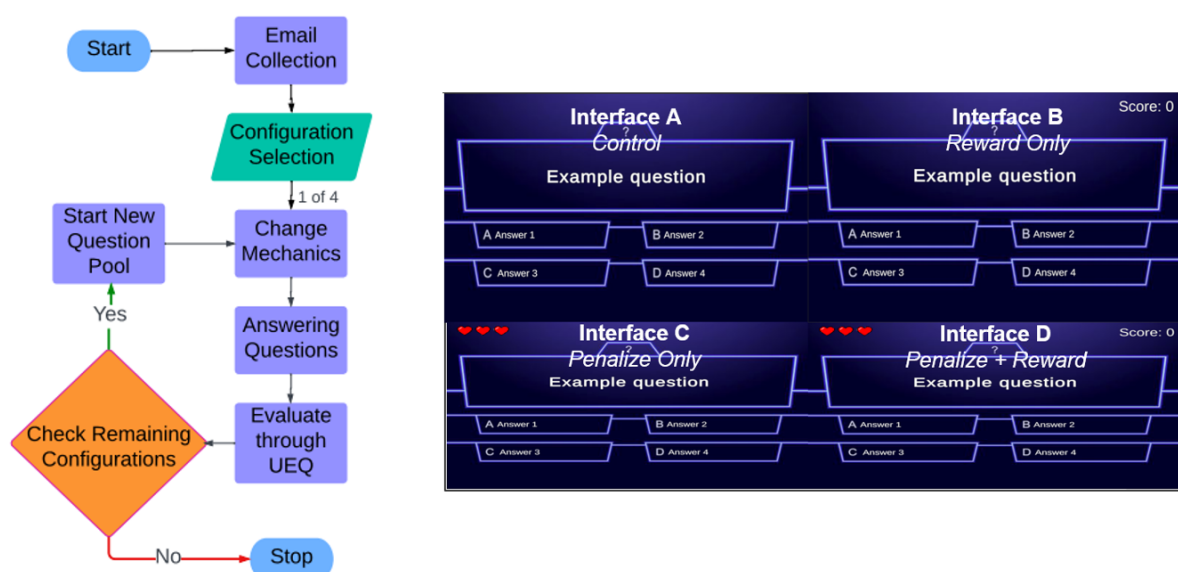 Start
Email
Collection
Configuration
Selection
1 of 4
Start New
Question
Pool
Change
Mechanics
Yes
Answering
Questions
Check Remaining
Configurations
Evaluate
through
UEQ
No
Stop
Interface A
?
Control
Example question
A Answer 1
B Answer 2
C Answer 3
D Answer 4
Score: 0
Interface B
?
Reward Only
Example question
A Answer 1
B Answer 2
C Answer 3
D Answer 4
Interface C
?
Penalize Only
Example question
A Answer 1
B Answer 2
C Answer 3
D Answer 4
Score: 0
Interface D
?
Penalize + Reward
Example question
A Answer 1
B Answer 2
C Answer 3
D Answer 4